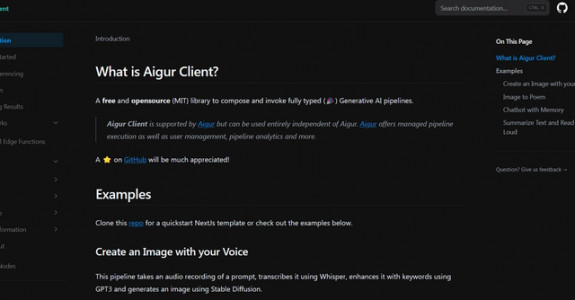 ent
Search documentation...
CTRL K
tion
Started
erencing
n
g Results
rks
l Edge Functions
e
formation
ut
Nodes
Introduction
What is Aigur Client?
A free and opensource (MIT) library to compose and invoke fully typed (🎉) Generative AI pipelines.
Aigur Client is supported by Aigur but can be used entirely independent of Aigur. Aigur offers managed pipeline
execution as well as user management, pipeline analytics and more.
A ⭐ on GitHub will be much appreciated!
Examples
Clone this repo for a quickstart NextJs template or check out the examples below.
Create an Image with your Voice
This pipeline takes an audio recording of a prompt, transcribes it using Whisper, enhances it with keywords using
GPT3 and generates an image using Stable Diffusion.
On This Page
What is Aigur Client?
Examples
Create an Image with your
Image to Poem
Chatbot with Memory
Summarize Text and Read
Loud
Question? Give us feedback →